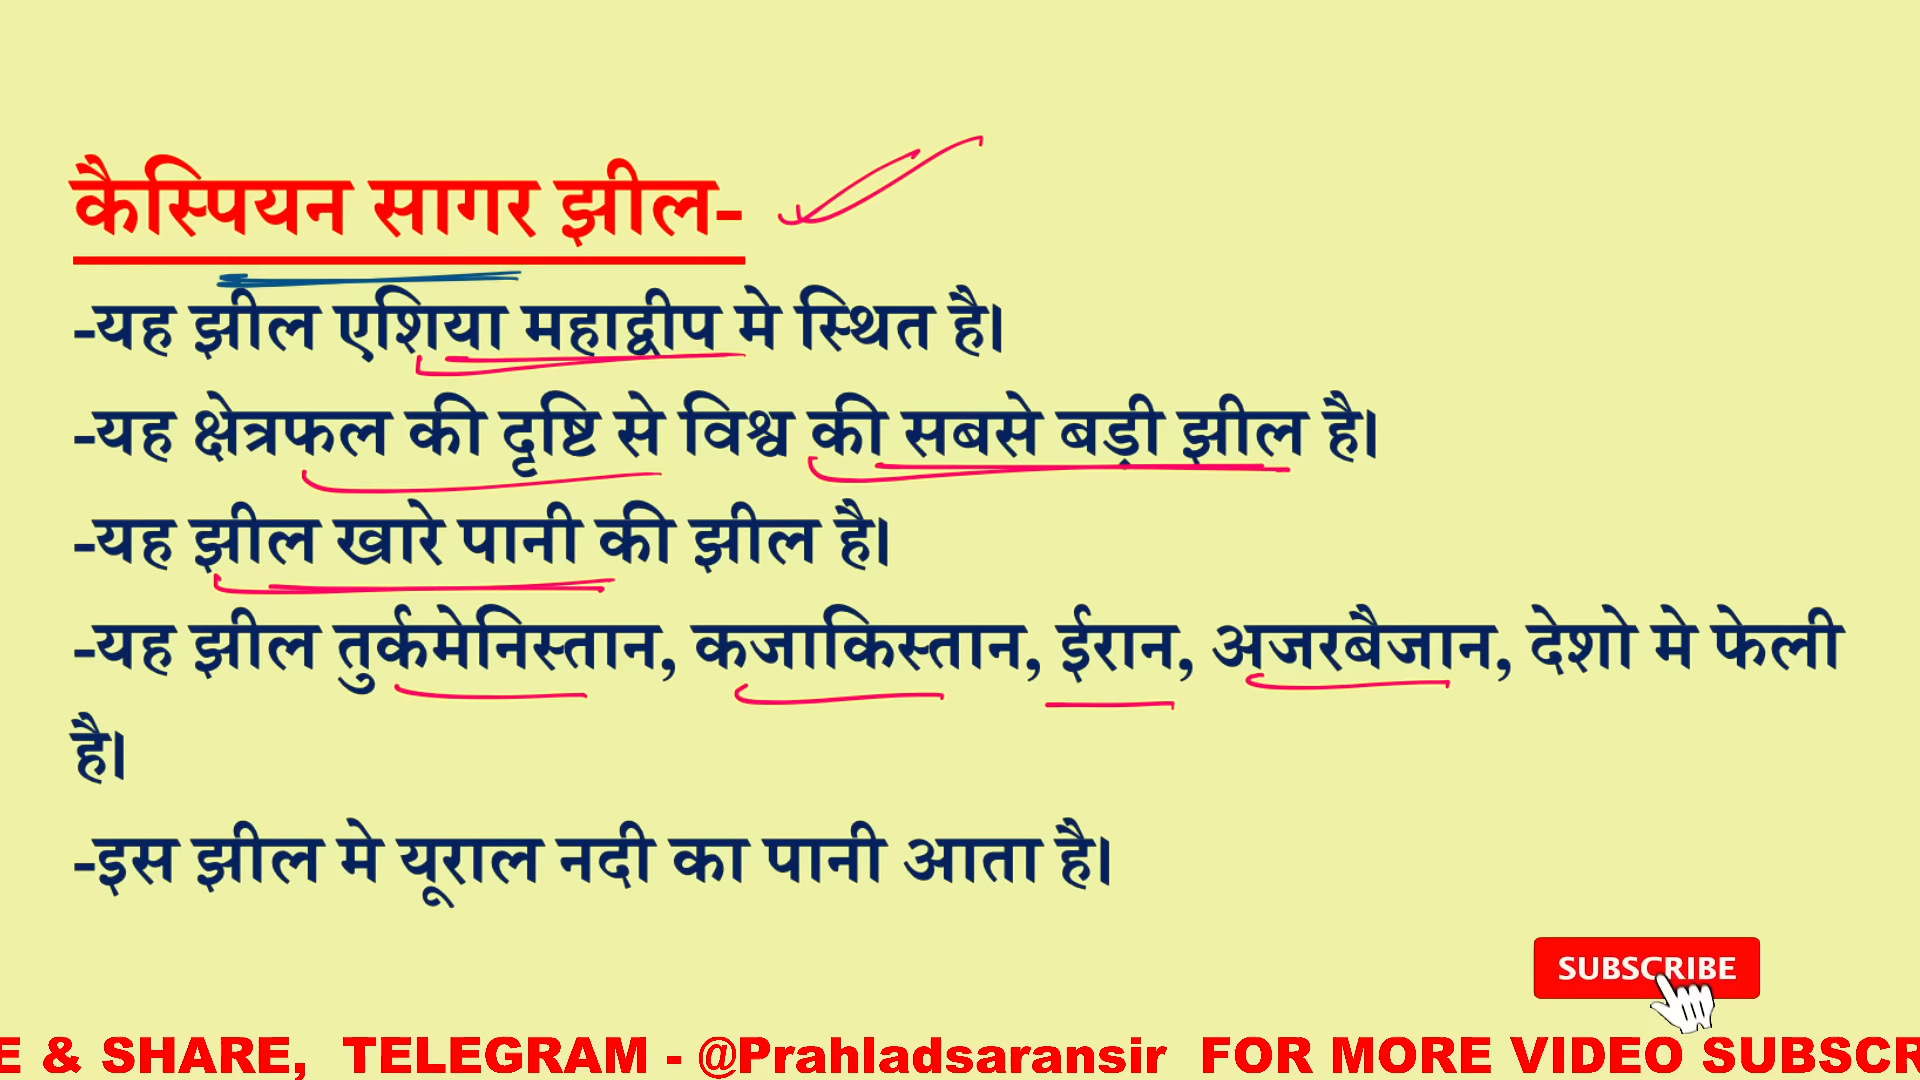 कैस्पियन सागर झील-
-यह झील एशिया महाद्वीप मे स्थित है।
-यह क्षेत्रफल की दृष्टि से विश्व की सबसे बड़ी झील है।
-यह झील खारे पानी की झील है।
-यह झील तुर्कमेनिस्तान, कजाकिस्तान, ईरान, अजरबैजान, देशो मे फेली
है।
-इस झील मे यूराल नदी का पानी आता है।
SUBSCRIBE
E & SHARE, TELEGRAM - @Prahladsaransir FOR MORE VIDEO SUBSCR